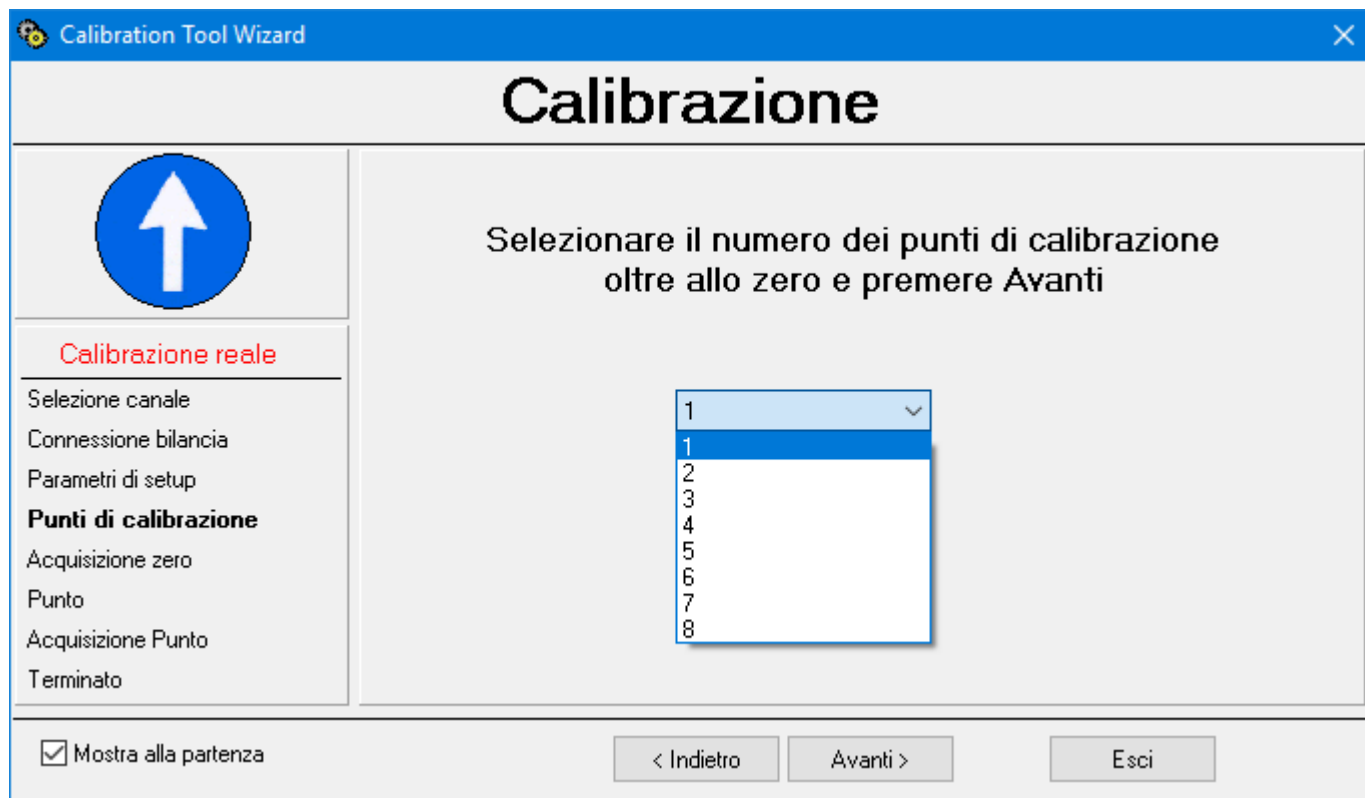 Calibration Tool Wizard
Calibrazione
Calibrazione reale
Selezione canale
Connessione bilancia
Parametri di setup
Punti di calibrazione
Acquisizione zero
Punto
Acquisizione Punto
Terminato
Selezionare il numero dei punti di calibrazione
oltre allo zero e premere Avanti
1
1
2
3
4
5
6
7
8
Mostra alla partenza
< Indietro
Avanti >
Esci